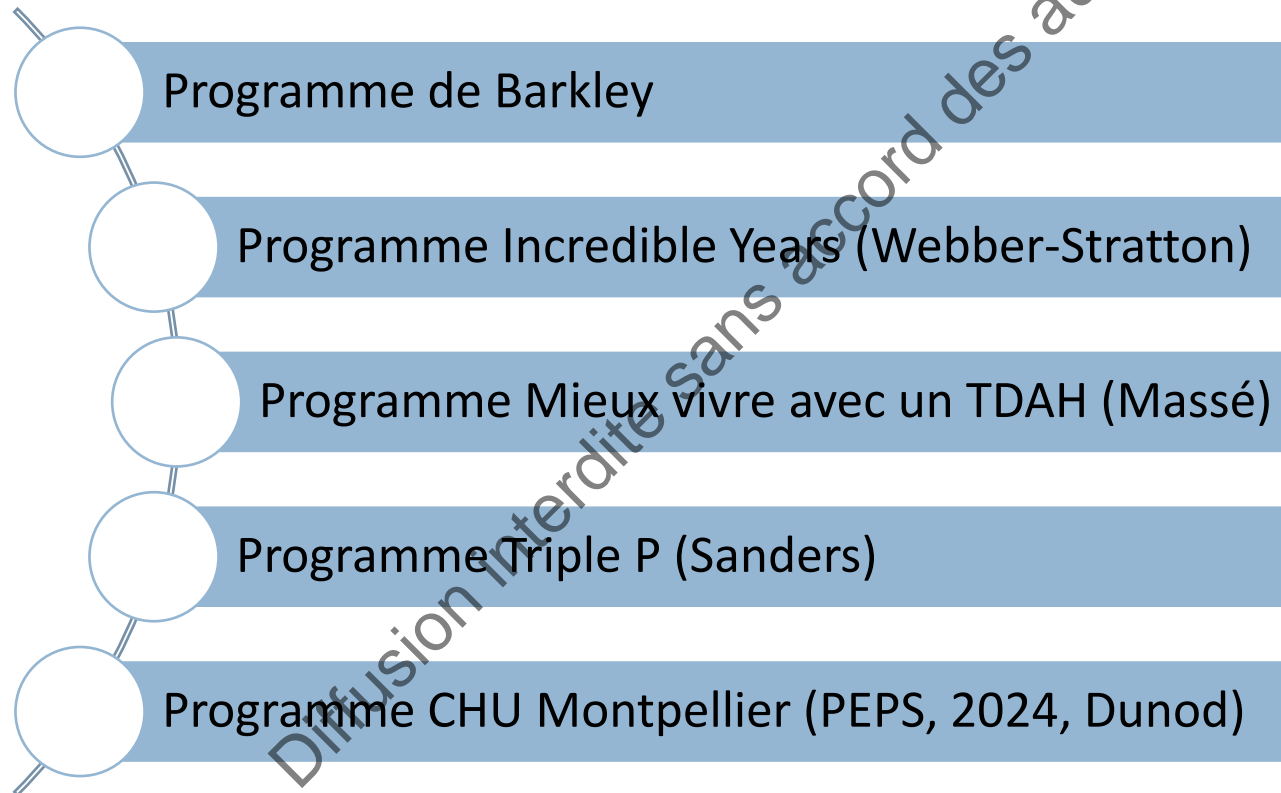 Programme de Barkley
Programme Incredible Years (Webber-Stratton)
Programme Mieux vivre avec un TDAH (Massé)
Programme Triple P (Sanders)
Programme CHU Montpellier (PEPS, 2024, Dunod)
Diffusion interdite sans accord des